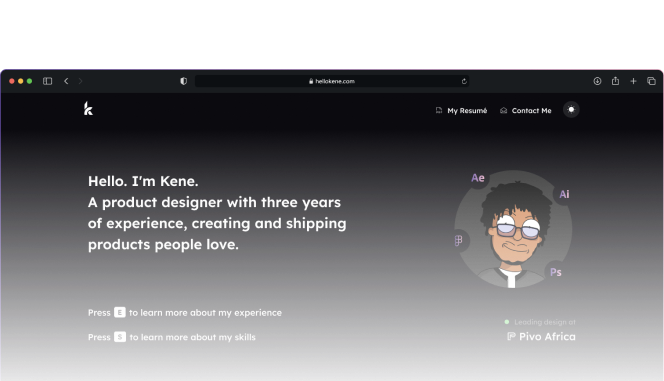 hellokene.com
My Resumé
Contact Me
Hello. I'm Kene.
A product designer with three years
of experience, creating and shipping
products people love.
Ae
Ai
Ps
Press E to learn more about my experience
Press S to learn more about my skills
Leading design at
Pivo Africa